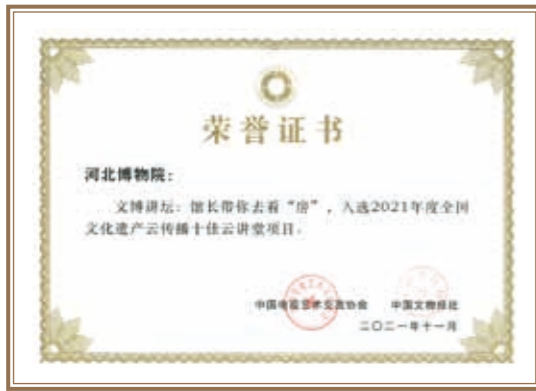 荣誉证书
河北博物院：
文博讲坛：馆长带你去看“房”，入选2021年度全国
文化遗产云传播十佳云讲堂项目。
中国电视艺术交流协会 中国文物报社
二〇二一年十一月